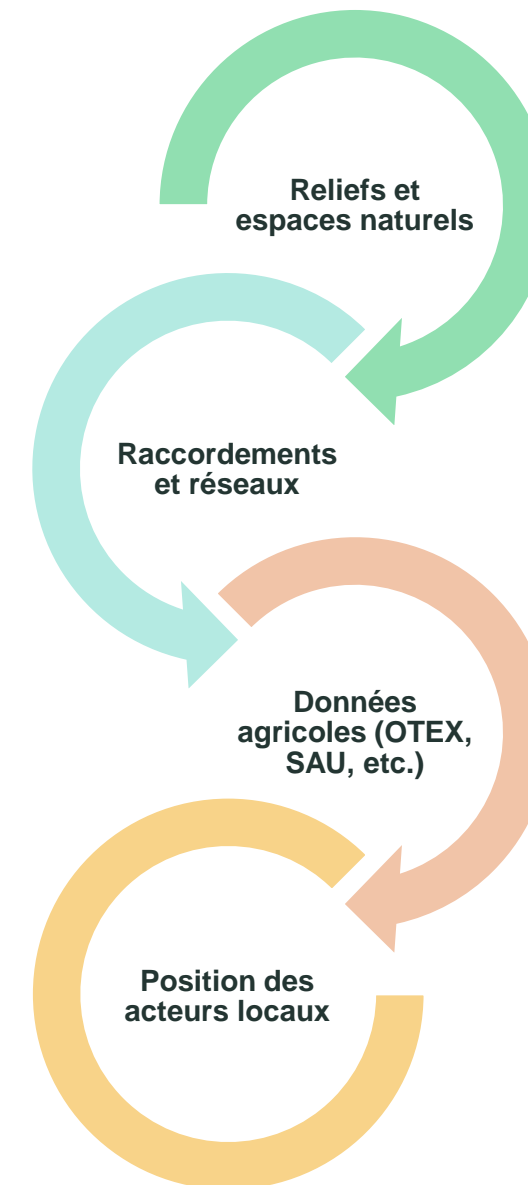 Reliefs et
espaces naturels
Raccordements
et réseaux
Données
agricoles (OTEX,
SAU, etc.)
Position des
acteurs locaux